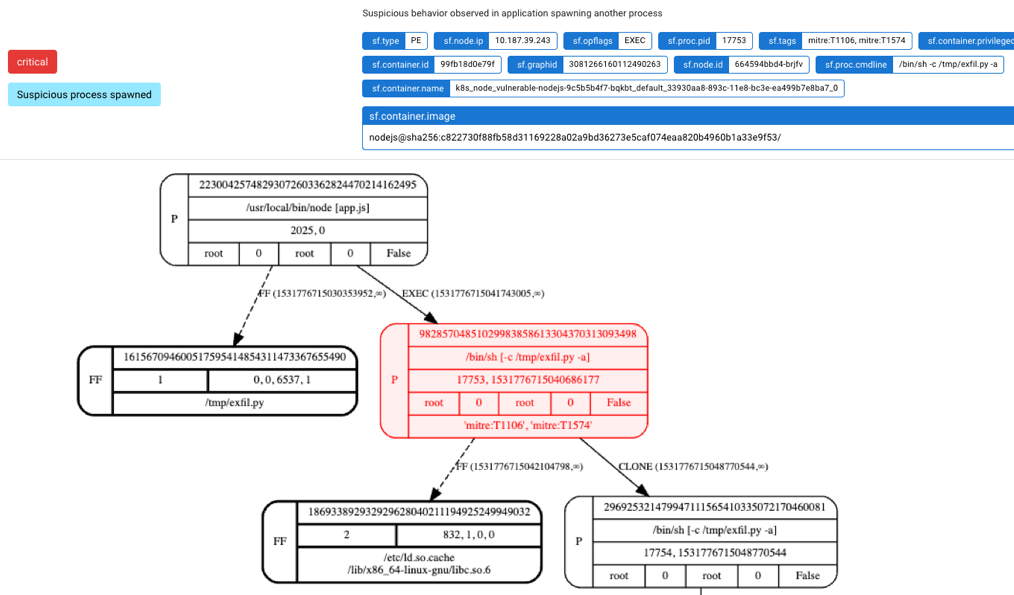 Suspicious behavior observed in application spawning another process
critical
Suspicious process spawned
sf.type PE sf.node.ip 10.187.39.243 sf.opflags EXEC sf.proc.pid 17753 sf.tags mitre:T1106, mitre:T1574 sf.container.privileged
sf.container.id 99fb18d0e79f sf.graphid 3081266160112490263 sf.node.id 664594bbd4-brjfv sf.proc.cmdline /bin/sh -c /tmp/exfil.py -a
sf.container.name k8s_node_vulnerable-nodejs-9c5b5b4f7-bqkbt_default_33930aa8-893c-11e8-bc3e-ea499b7e8ba7_0
sf.container.image
nodejs@sha256:c822730f88fb58d31169228a02a9bd36273e5caf074eaa820b4960b1a33e9f53/
P
22300425748293072603362824470214162495
/usr/local/bin/node [app.js]
2025, 0
root 0 root 0 False
FF (1531776715030353952,∞)
EXEC (1531776715041743005,∞)
FF
161567094600517595414854311473367655490
1 0, 0, 6537, 1
/tmp/exfil.py
P
98285704851029983858613304370313093498
/bin/sh [-c /tmp/exfil.py -a]
17753, 1531776715040686177
root 0 root 0 False
'mitre:T1106', 'mitre:T1574'
FF (1531776715042104798,∞)
CLONE (1531776715048770544,∞)
FF
186933892932929628040211194925249949032
2 832, 1, 0, 0
/etc/ld.so.cache
/lib/x86_64-linux-gnu/libc.so.6
P
296925321479947111565410335072170460081
/bin/sh [-c /tmp/exfil.py -a]
17754, 1531776715048770544
root 0 root 0 False